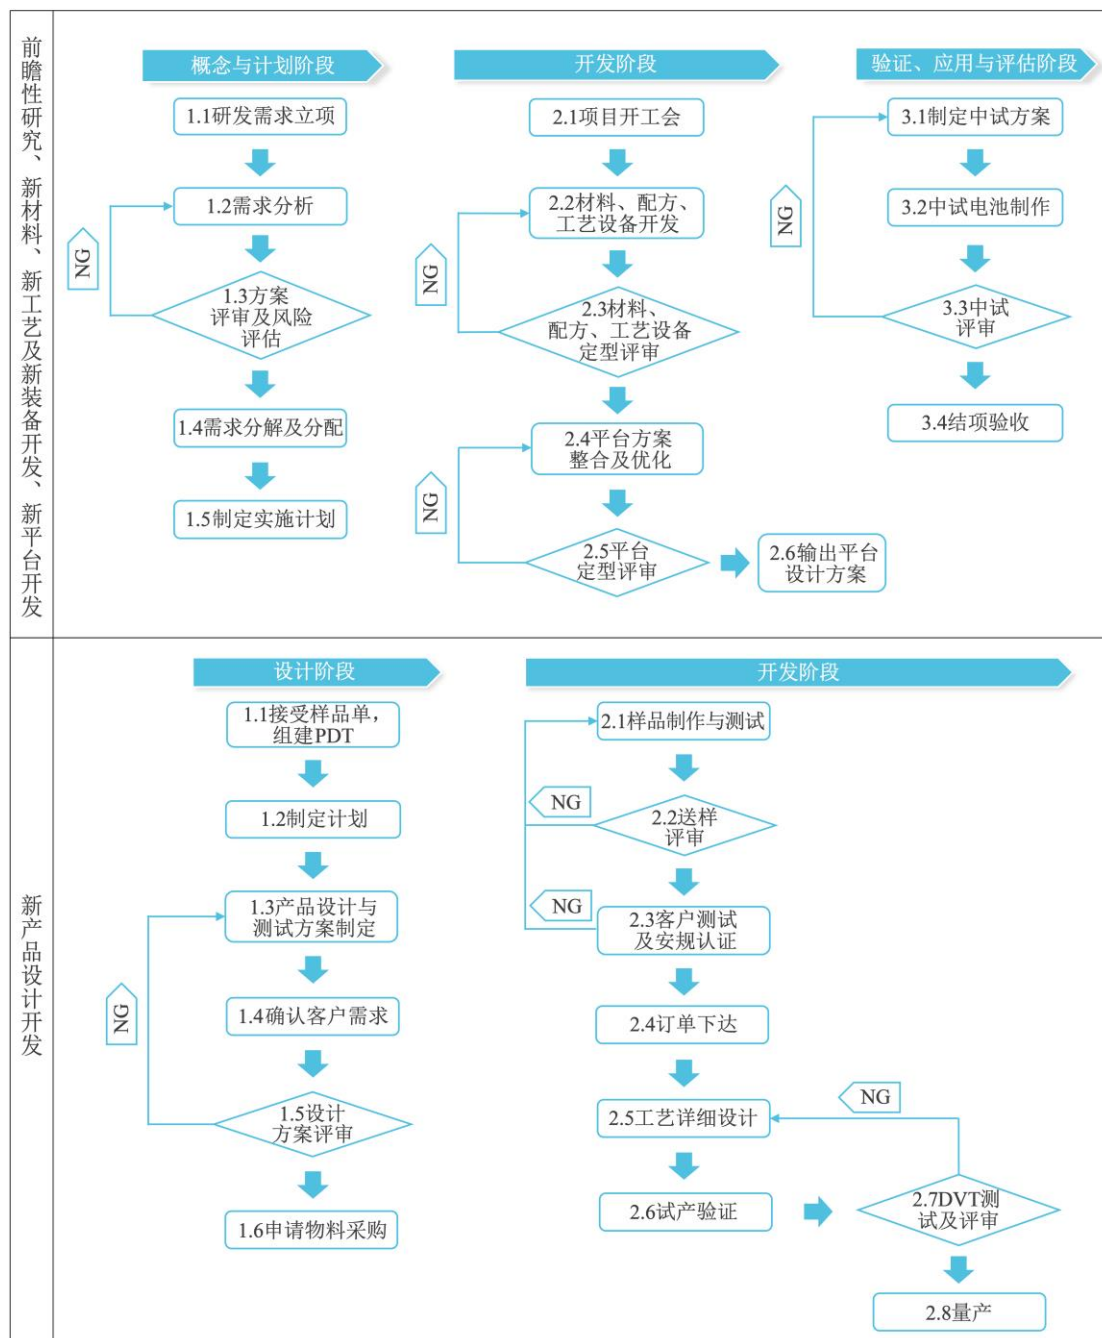 前瞻性研究、新材料、新工艺及新装备开发、新平台开发
概念与计划阶段
1.1研发需求立项
1.2需求分析
NG
1.3方案
评审及风险
评估
1.4需求分解及分配
1.5制定实施计划
开发阶段
2.1项目开工会
2.2材料、配方、
工艺设备开发
NG
2.3材料、
配方、工艺设备
定型评审
2.4平台方案
整合及优化
NG
2.5平台
定型评审
2.6输出平台
设计方案
验证、应用与评估阶段
3.1制定中试方案
NG
3.2中试电池制作
3.3中试
评审
3.4结项验收
新产品设计开发
设计阶段
1.1接受样品单，
组建PDT
1.2制定计划
1.3产品设计与
测试方案制定
NG
1.4确认客户需求
1.5设计
方案评审
1.6申请物料采购
开发阶段
2.1样品制作与测试
NG
2.2送样
评审
NG
2.3客户测试
及安规认证
2.4订单下达
NG
2.5工艺详细设计
2.6试产验证
2.7DVT测
试及评审
2.8量产